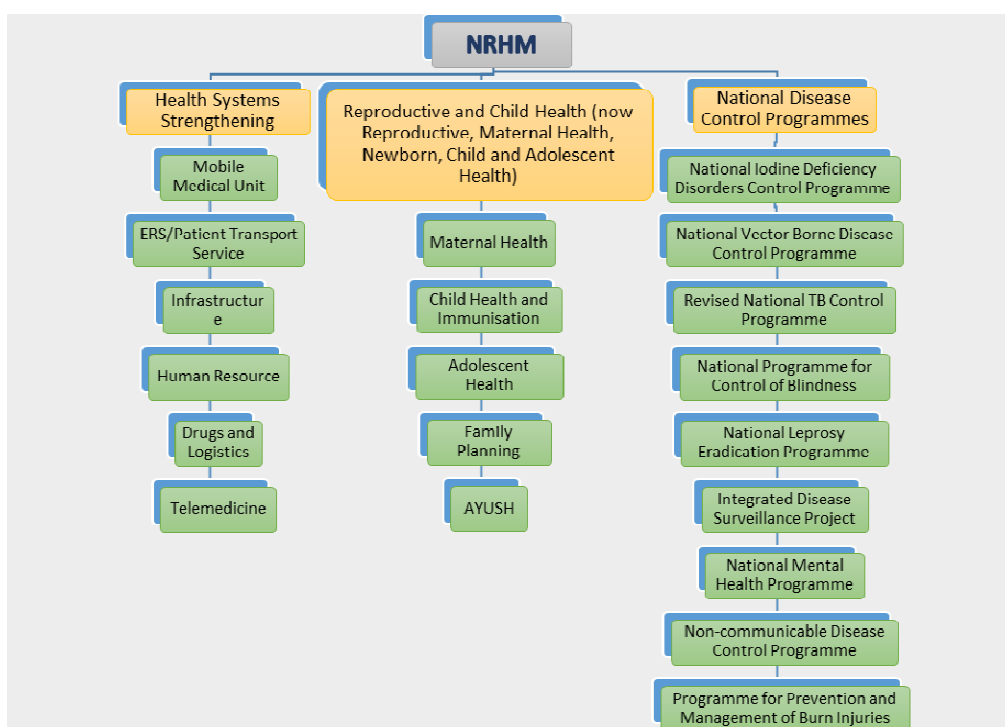 NRHM
Health Systems
Strengthening
Mobile
Medical Unit
ERS/Patient Transport
Service
Infrastructur
e
Human Resource
Drugs and
Logistics
Telemedicine
Reproductive and Child Health (now
Reproductive, Maternal Health,
Newborn, Child and Adolescent
Health)
Maternal Health
Child Health and
Immunisation
Adolescent
Health
Family
Planning
AYUSH
National Disease
Control Programmes
National Iodine Deficiency
Disorders Control Programme
National Vector Borne Disease
Control Programme
Revised National TB Control
Programme
National Programme for
Control of Blindness
National Leprosy
Eradication Programme
Integrated Disease
Surveillance Project
National Mental
Health Programme
Non-communicable Disease
Control Programme
Programme for Prevention and
Management of Burn Injuries